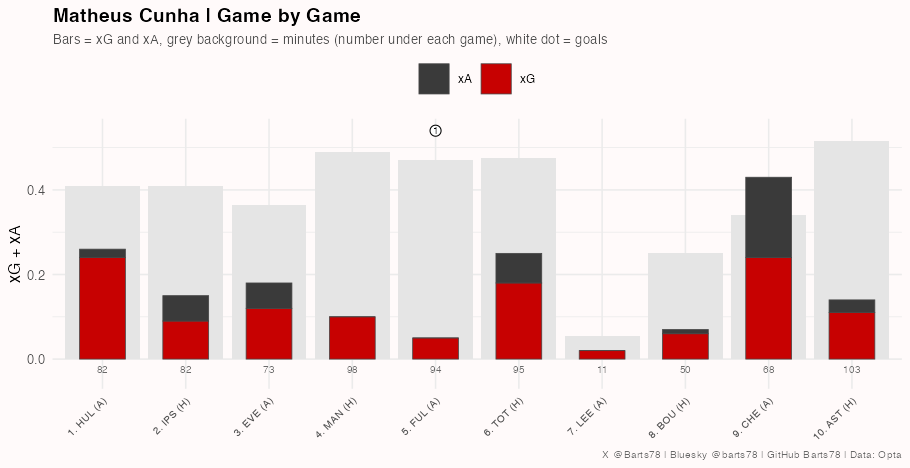 Matheus Cunha | Game by Game
Bars = xG and xA, grey background = minutes (number under each game), white dot = goals
xA xG
1
xG + xA
0.4
0.2
0.0
82 82 73 98 94 95 11 50 68 103
1. HUL (A) 2. IPS (H) 3. EVE (A) 4. MAN (H) 5. FUL (A) 6. TOT (H) 7. LEE (A) 8. BOU (H) 9. CHE (A) 10. AST (H)
X @Barts78 | Bluesky @barts78 | GitHub Barts78 | Data: Opta